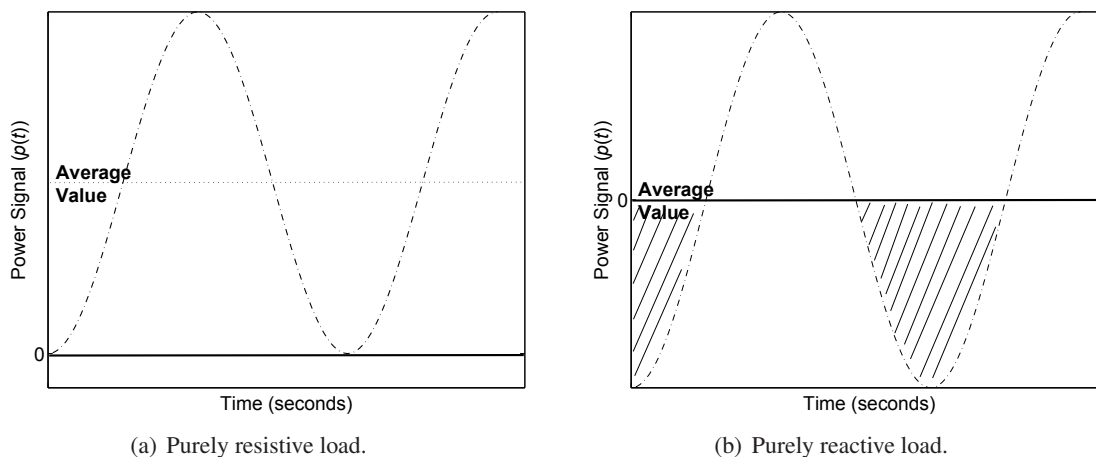 Power Signal (p(t))
Average
Value
0
Time (seconds)
(a) Purely resistive load.
Power Signal (p(t))
Average
0
Value
Time (seconds)
(b) Purely reactive load.